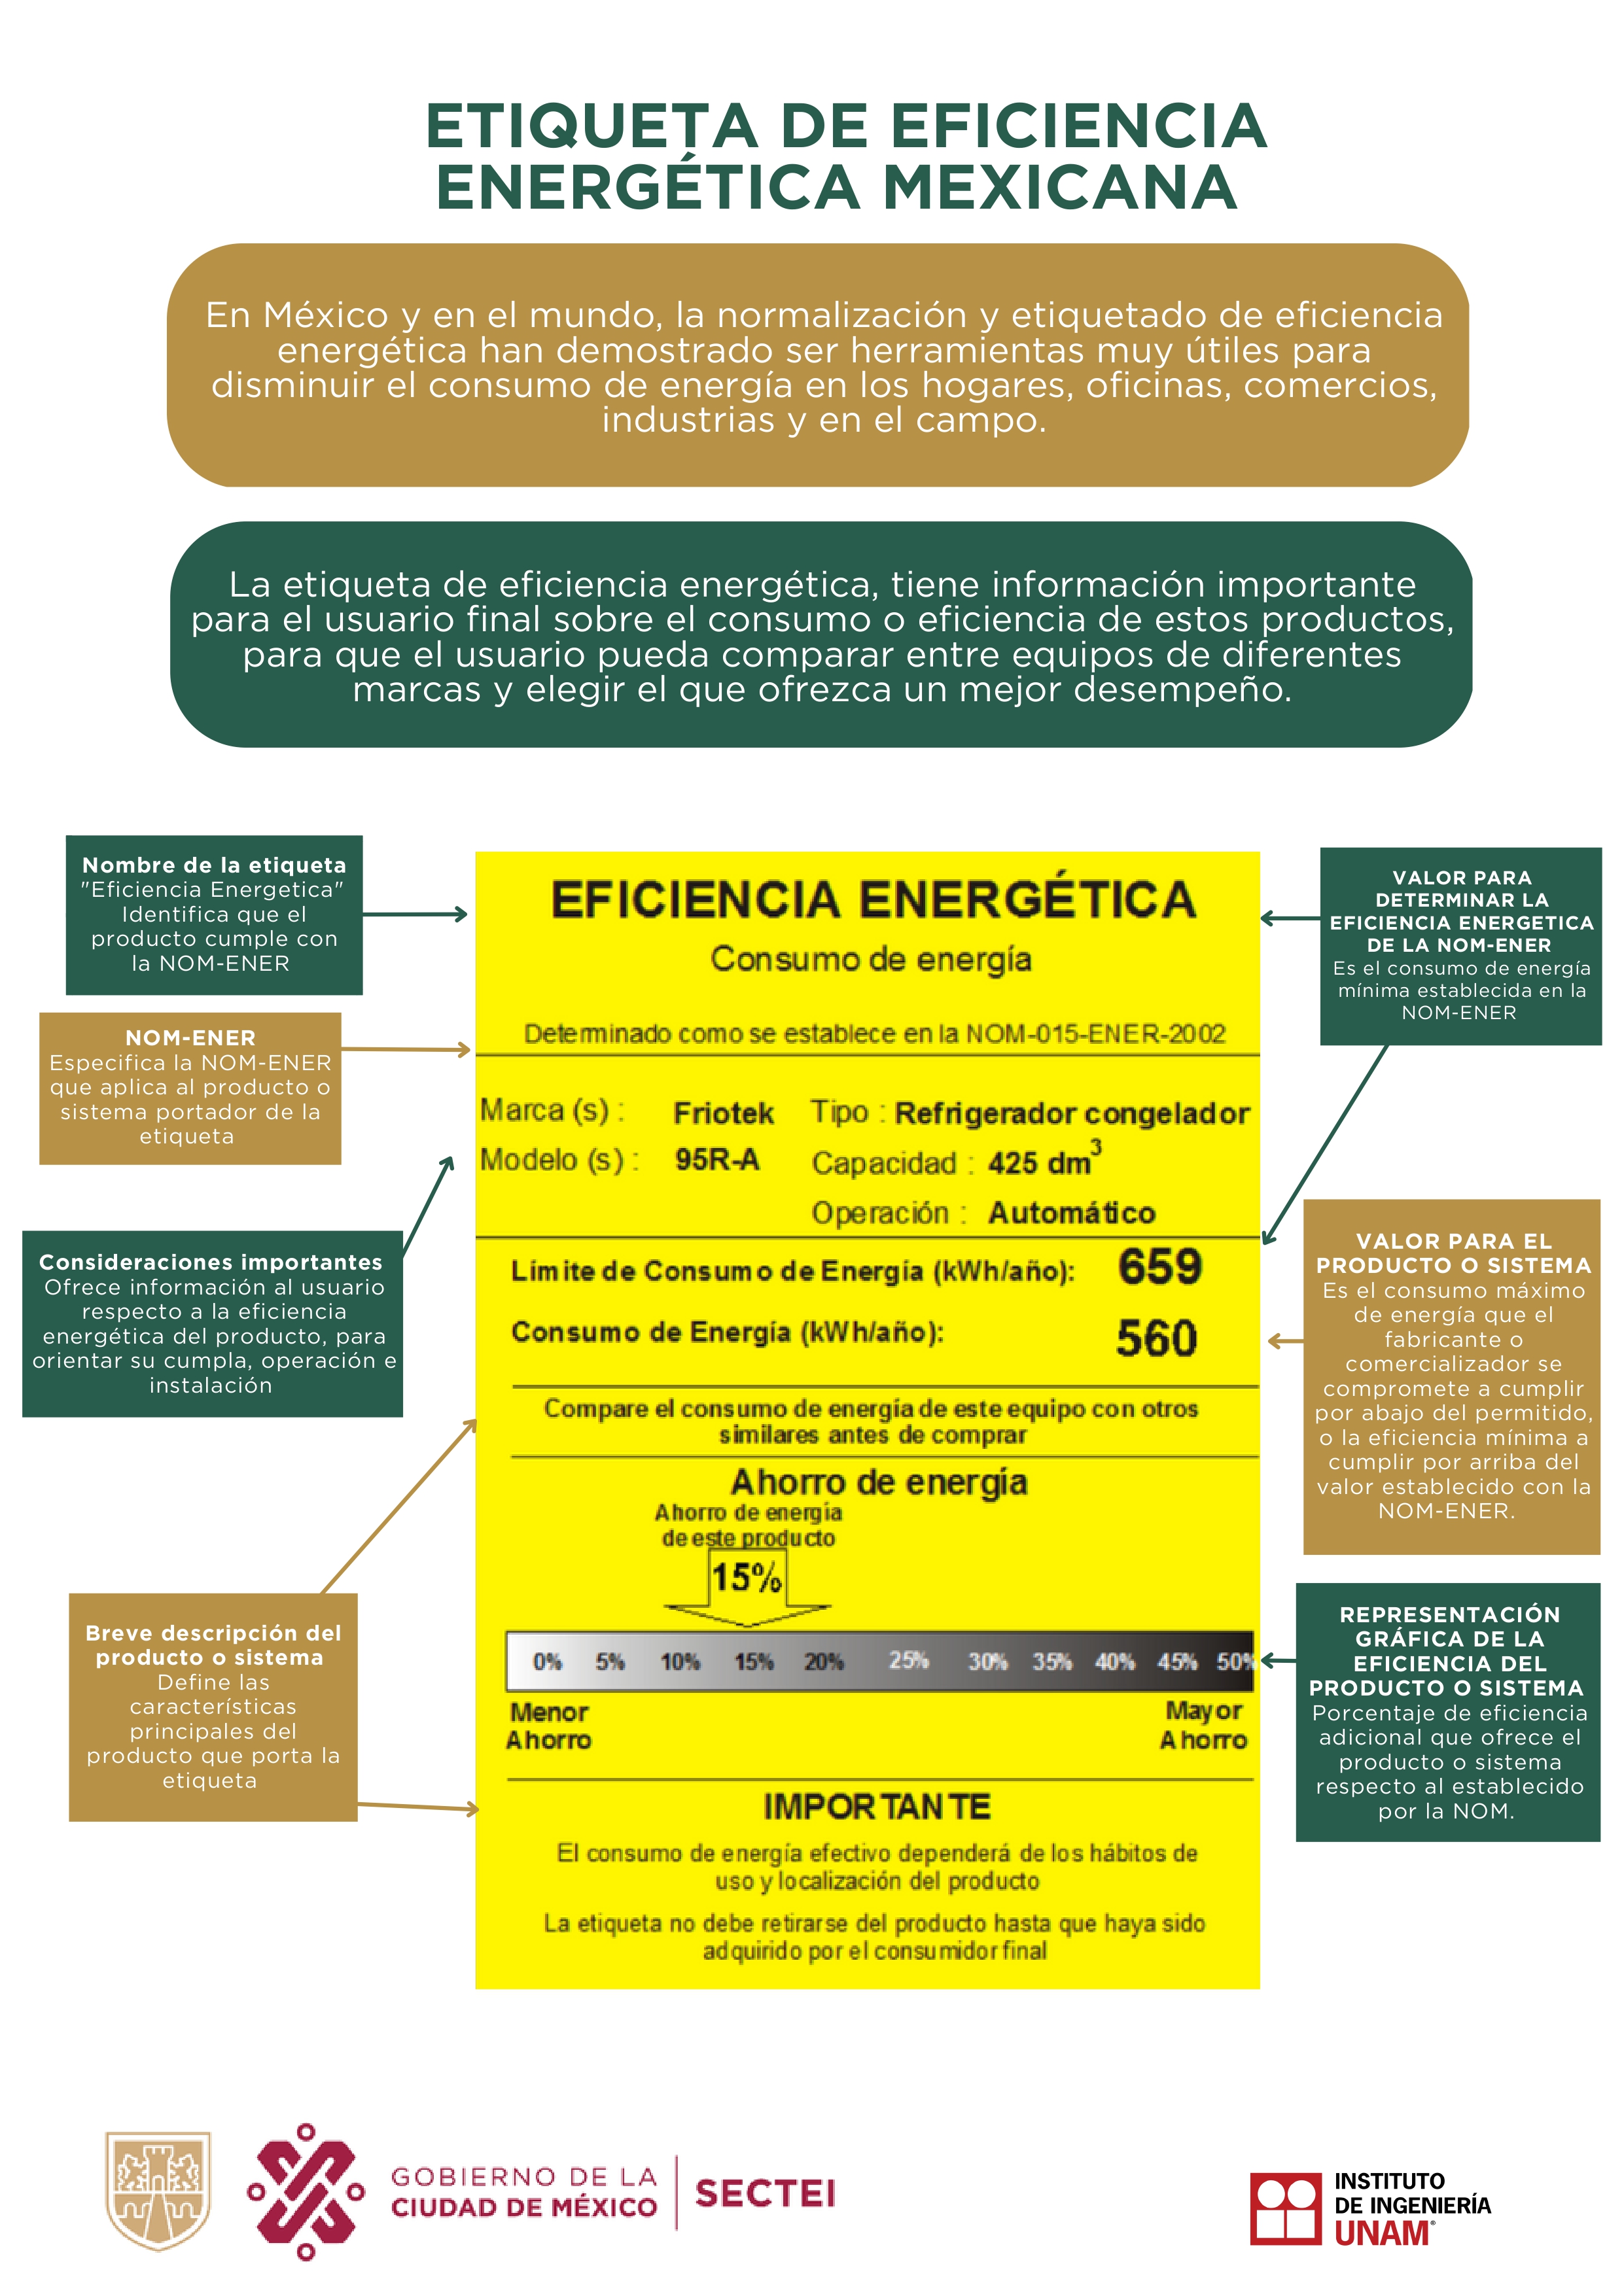 ETIQUETA DE EFICIENCIA
ENERGÉTICA MEXICANA
En México y en el mundo, la normalización y etiquetado de eficiencia
energética han demostrado ser herramientas muy útiles para
disminuir el consumo de energía en los hogares, oficinas, comercios,
industrias y en el campo.
La etiqueta de eficiencia energética, tiene información importante
para el usuario final sobre el consumo o eficiencia de estos productos,
para que el usuario pueda comparar entre equipos de diferentes
marcas y elegir el que ofrezca un mejor desempeño.
Nombre de la etiqueta
"Eficiencia Energetica"
Identifica que el
producto cumple con
la NOM-ENER
NOM-ENER
Especifica la NOM-ENER
que aplica al producto o
sistema portador de la
etiqueta
Consideraciones importantes
Ofrece información al usuario
respecto a la eficiencia
energética del producto, para
orientar su cumpla, operación e
instalación
Breve descripción del
producto o sistema
Define las
características
principales del
producto que porta la
etiqueta
EFICIENCIA ENERGÉTICA
Consumo de energía
Determinado como se establece en la NOM-015-ENER-2002
Marca (s) : Friotek Tipo : Refrigerador congelador
Modelo (s) : 95R-A Capacidad : 425 dm³
Operación : Automático
Límite de Consumo de Energía (kWh/año): 659
Consumo de Energía (kWh/año): 560
Compare el consumo de energía de este equipo con otros
similares antes de comprar
Ahorro de energía
Ahorro de energía
de este producto
15%
0% 5% 10% 15% 20% 25% 30% 35% 40% 45% 50%
Menor Mayor
Ahorro Ahorro
IMPORTANTE
El consumo de energía efectivo dependerá de los hábitos de
uso y localización del producto
La etiqueta no debe retirarse del producto hasta que haya sido
adquirido por el consumidor final
VALOR PARA
DETERMINAR LA
EFICIENCIA ENERGETICA
DE LA NOM-ENER
Es el consumo de energía
mínima establecida en la
NOM-ENER
VALOR PARA EL
PRODUCTO O SISTEMA
Es el consumo máximo
de energía que el
fabricante o
comercializador se
compromete a cumplir
por abajo del permitido,
o la eficiencia mínima a
cumplir por arriba del
valor establecido con la
NOM-ENER.
REPRESENTACIÓN
GRÁFICA DE LA
EFICIENCIA DEL
PRODUCTO O SISTEMA
Porcentaje de eficiencia
adicional que ofrece el
producto o sistema
respecto al establecido
por la NOM.
GOBIERNO DE LA
CIUDAD DE MÉXICO
SECTEI
INSTITUTO
DE INGENIERÍA
UNAM®